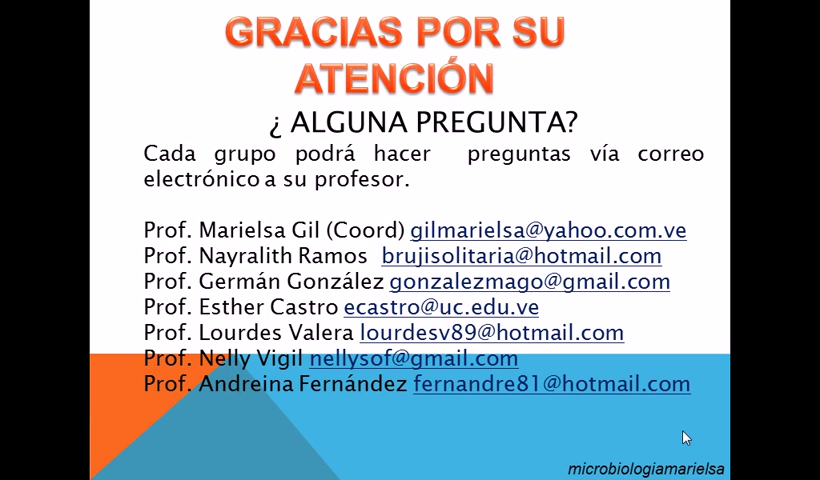 GRACIAS POR SU
ATENCIÓN
¿ ALGUNA PREGUNTA?
Cada grupo podrá hacer preguntas vía correo
electrónico a su profesor.
Prof. Marielsa Gil (Coord) gilmarielsa@yahoo.com.ve
Prof. Nayralith Ramos brujisolitaria@hotmail.com
Prof. Germán González gonzalezmago@gmail.com
Prof. Esther Castro ecastro@uc.edu.ve
Prof. Lourdes Valera lourdesv89@hotmail.com
Prof. Nelly Vigil nellysof@gmail.com
Prof. Andreina Fernández fernandre81@hotmail.com
microbiologiamarielsa